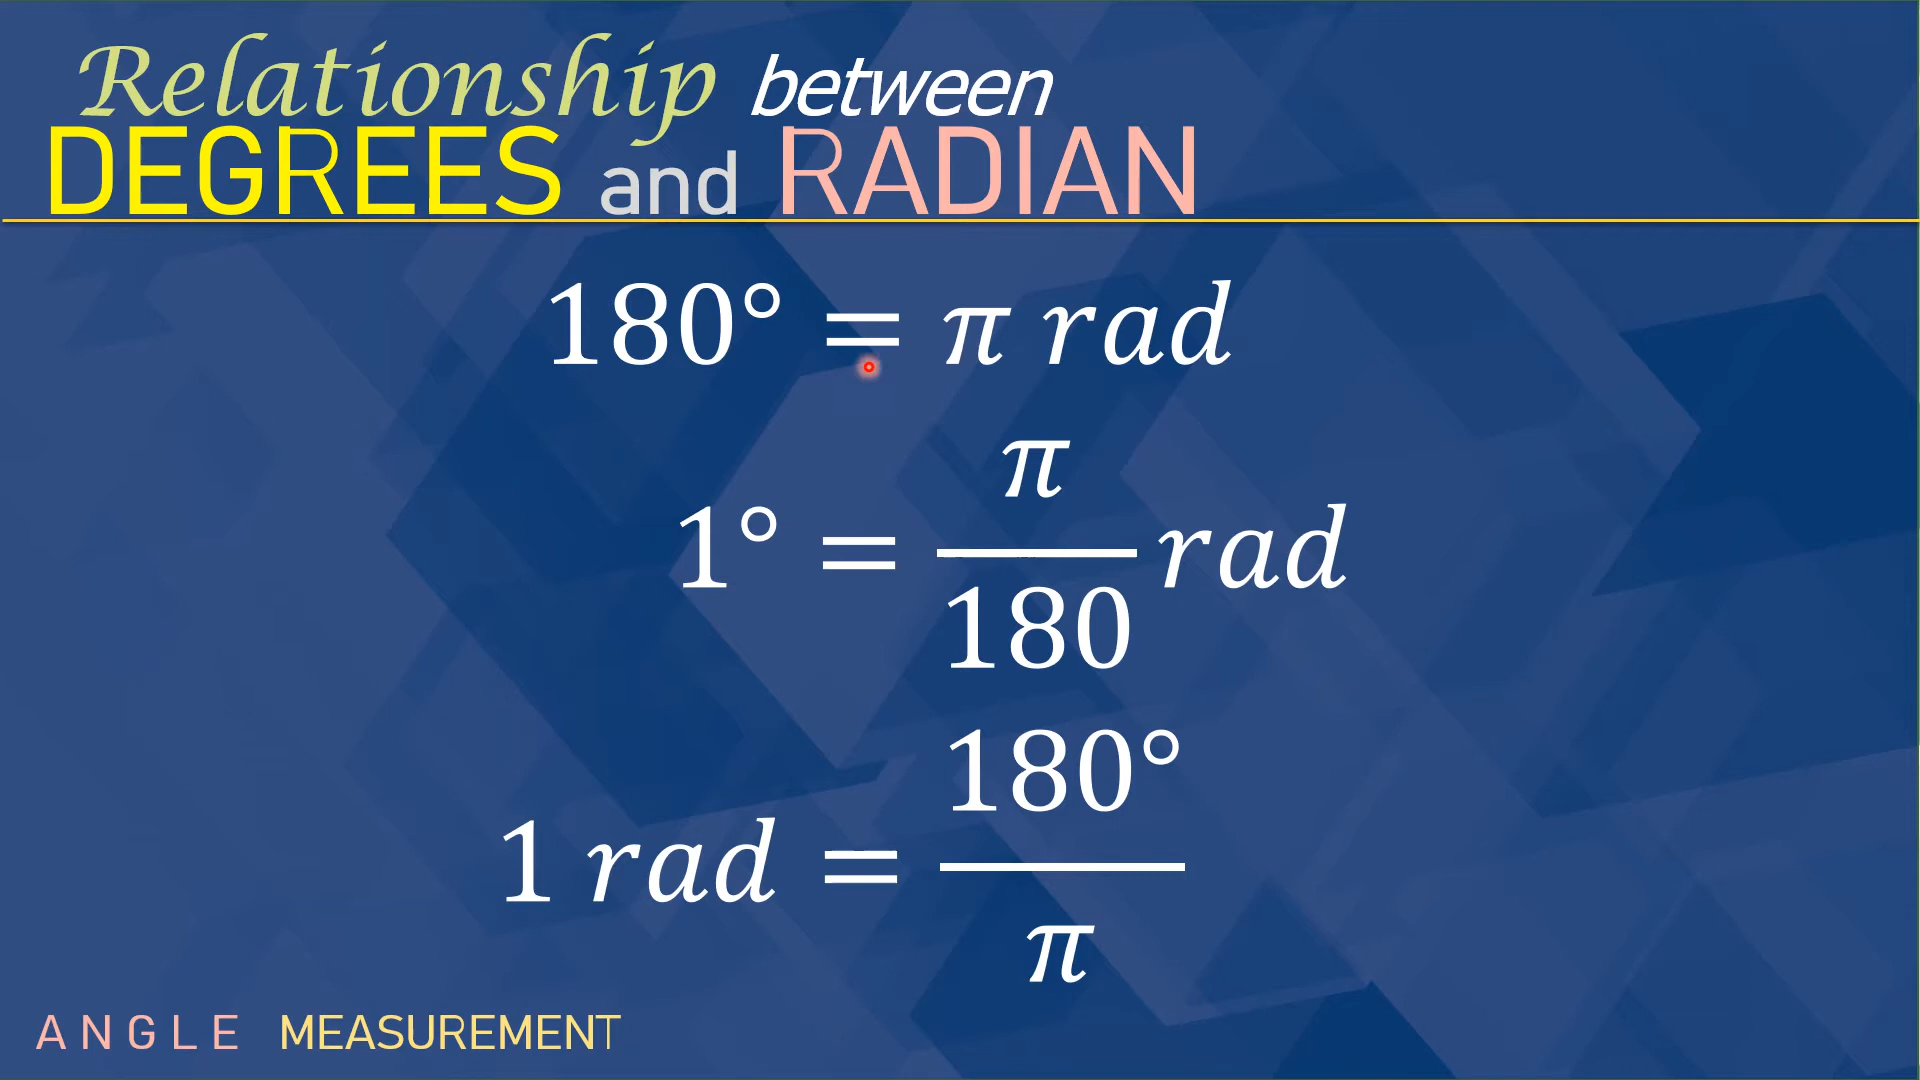 Relationship between
DEGREES and RADIAN
180° = π rad
1° = π/180 rad
1 rad = 180°/π
ANGLE MEASUREMENT